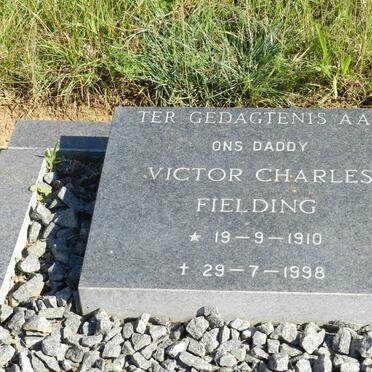 TER GEDAGTENIS AA
ONS DADDY
VICTOR CHARLES
FIELDING
* 19-9-1910
† 29-7-1998